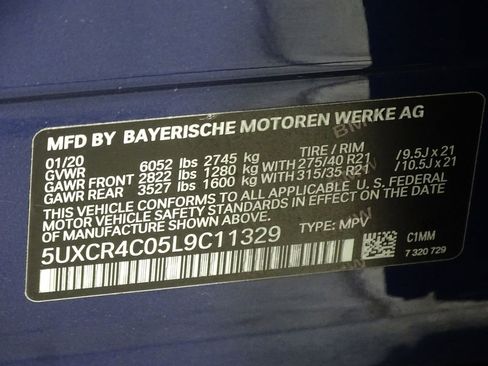 MFD BY BAYERISCHE MOTOREN WERKE AG
01/20 TIRE / RIM
GVWR 6052 lbs 2745 kg
GAWR FRONT 2822 lbs 1280 kg WITH 275/40 R21 / 9.5J x 21
GAWR REAR 3527 lbs 1600 kg WITH 315/35 R21 / 10.5J x 21
THIS VEHICLE CONFORMS TO ALL APPLICABLE U.S. FEDERAL
MOTOR VEHICLE SAFETY STANDARDS IN EFFECT ON THE DATE
OF MANUFACTURE SHOWN ABOVE.
5UXCR4C05L9C11329 TYPE: MPV
C1MM
7 320 729